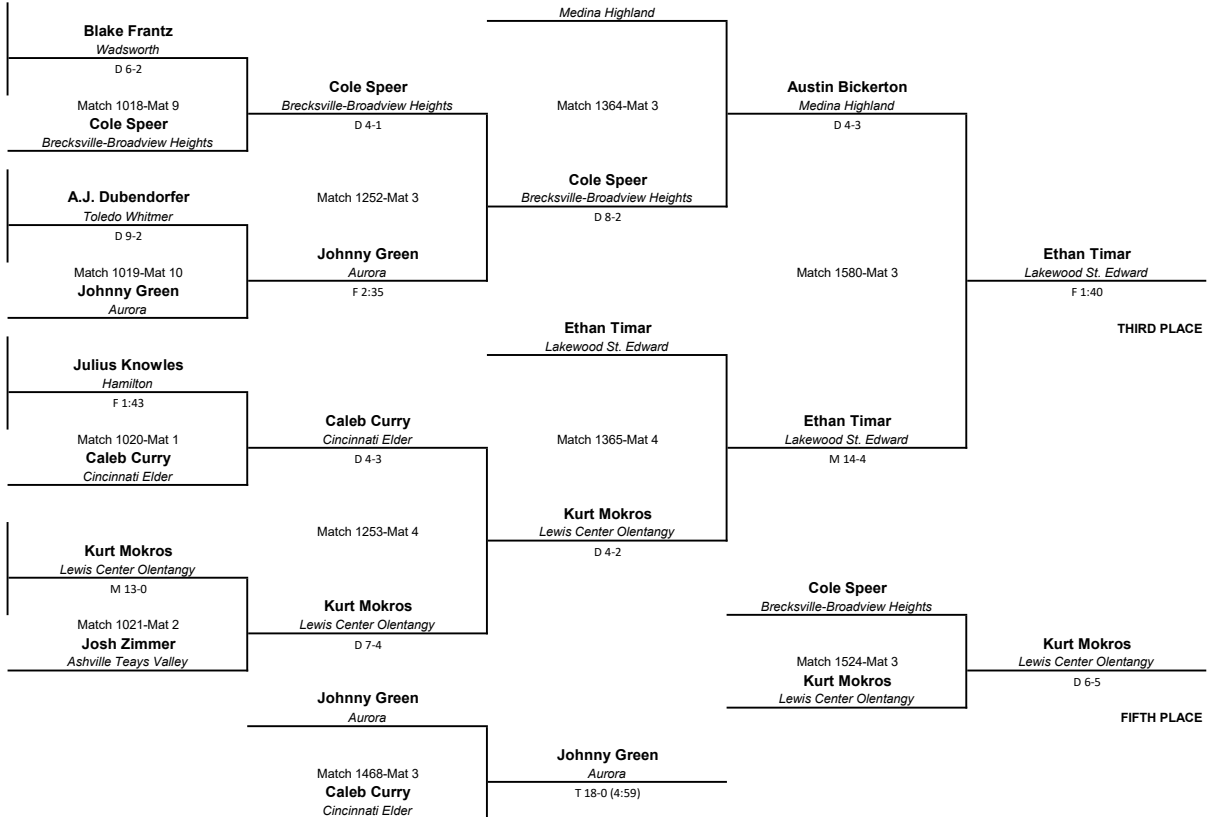 Blake Frantz
Wadsworth
D 6-2
Match 1018-Mat 9
Cole Speer
Brecksville-Broadview Heights
A.J. Dubendorfer
Toledo Whitmer
D 9-2
Match 1019-Mat 10
Johnny Green
Aurora
Julius Knowles
Hamilton
F 1:43
Match 1020-Mat 1
Caleb Curry
Cincinnati Elder
Kurt Mokros
Lewis Center Olentangy
M 13-0
Match 1021-Mat 2
Josh Zimmer
Ashville Teays Valley
Cole Speer
Brecksville-Broadview Heights
D 4-1
Match 1252-Mat 3
Johnny Green
Aurora
F 2:35
Caleb Curry
Cincinnati Elder
D 4-3
Match 1253-Mat 4
Kurt Mokros
Lewis Center Olentangy
D 7-4
Johnny Green
Aurora
Match 1468-Mat 3
Caleb Curry
Cincinnati Elder
Medina Highland
Match 1364-Mat 3
Cole Speer
Brecksville-Broadview Heights
D 8-2
Ethan Timar
Lakewood St. Edward
Match 1365-Mat 4
Kurt Mokros
Lewis Center Olentangy
D 4-2
Johnny Green
Aurora
T 18-0 (4:59)
Austin Bickerton
Medina Highland
D 4-3
Match 1580-Mat 3
Ethan Timar
Lakewood St. Edward
M 14-4
Cole Speer
Brecksville-Broadview Heights
Match 1524-Mat 3
Kurt Mokros
Lewis Center Olentangy
Ethan Timar
Lakewood St. Edward
F 1:40
THIRD PLACE
Kurt Mokros
Lewis Center Olentangy
D 6-5
FIFTH PLACE